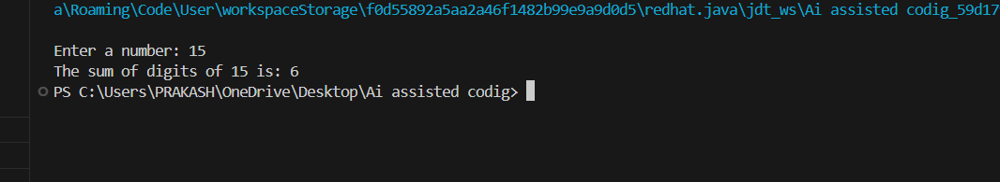 a\Roaming\Code\User\workspaceStorage\f0d55892a5aa2a46f1482b99e9a9d0d5\redhat.java\jdt_ws\Ai assisted codig_59d17
Enter a number: 15
The sum of digits of 15 is: 6
PS C:\Users\PRAKASH\OneDrive\Desktop\Ai assisted codig>